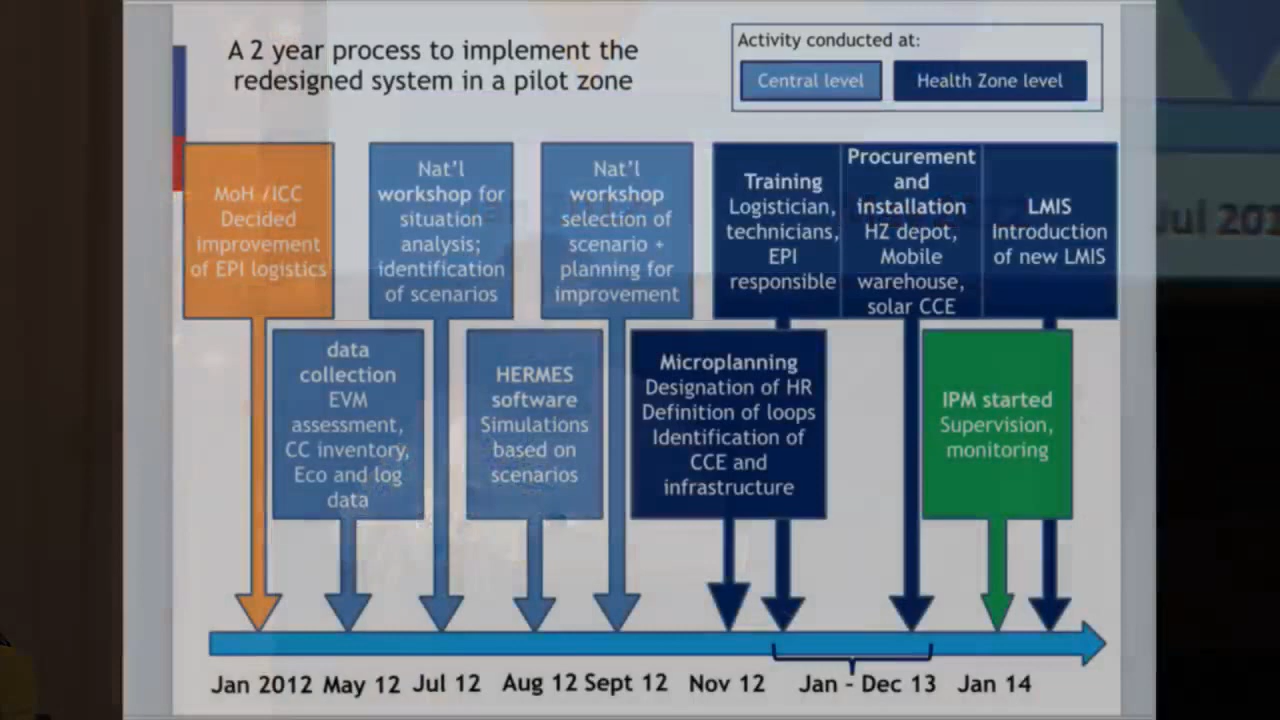 A 2 year process to implement the
redesigned system in a pilot zone
Activity conducted at:
Central level
Health Zone level
MoH /ICC
Decided
improvement
of EPI logistics
Nat'l
workshop for
situation
analysis;
identification
of scenarios
Nat'l
workshop
selection of
scenario +
planning for
improvement
Training
Logistician,
technicians,
EPI
responsible
Procurement
and
installation
HZ depot,
Mobile
warehouse,
solar CCE
LMIS
Introduction
of new LMIS
Jul 201
data
collection
EVM
assessment,
CC inventory,
Eco and log
data
HERMES
software
Simulations
based on
scenarios
Microplanning
Designation of HR
Definition of loops
Identification of
CCE and
infrastructure
IPM started
Supervision,
monitoring
Jan 2012 May 12 Jul 12 Aug 12 Sept 12 Nov 12 Jan - Dec 13 Jan 14